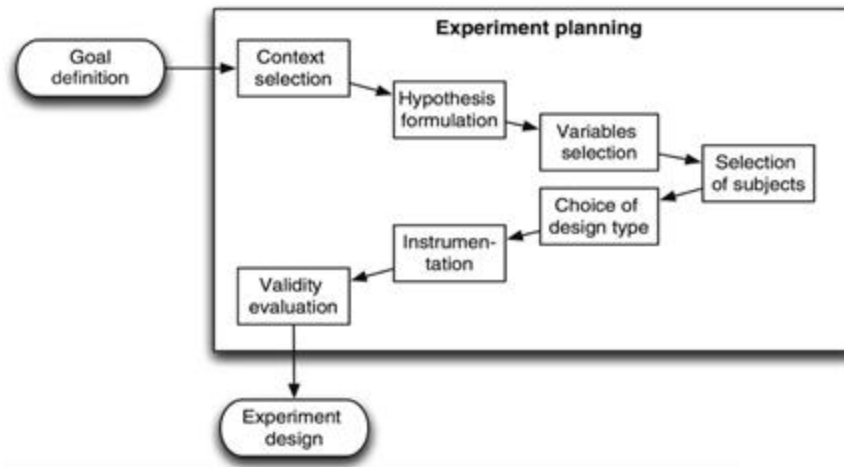 Experiment planning
Goal
definition
Context
selection
Hypothesis
formulation
Variables
selection
Selection
of subjects
Choice of
design type
Instrumen-
tation
Validity
evaluation
Experiment
design